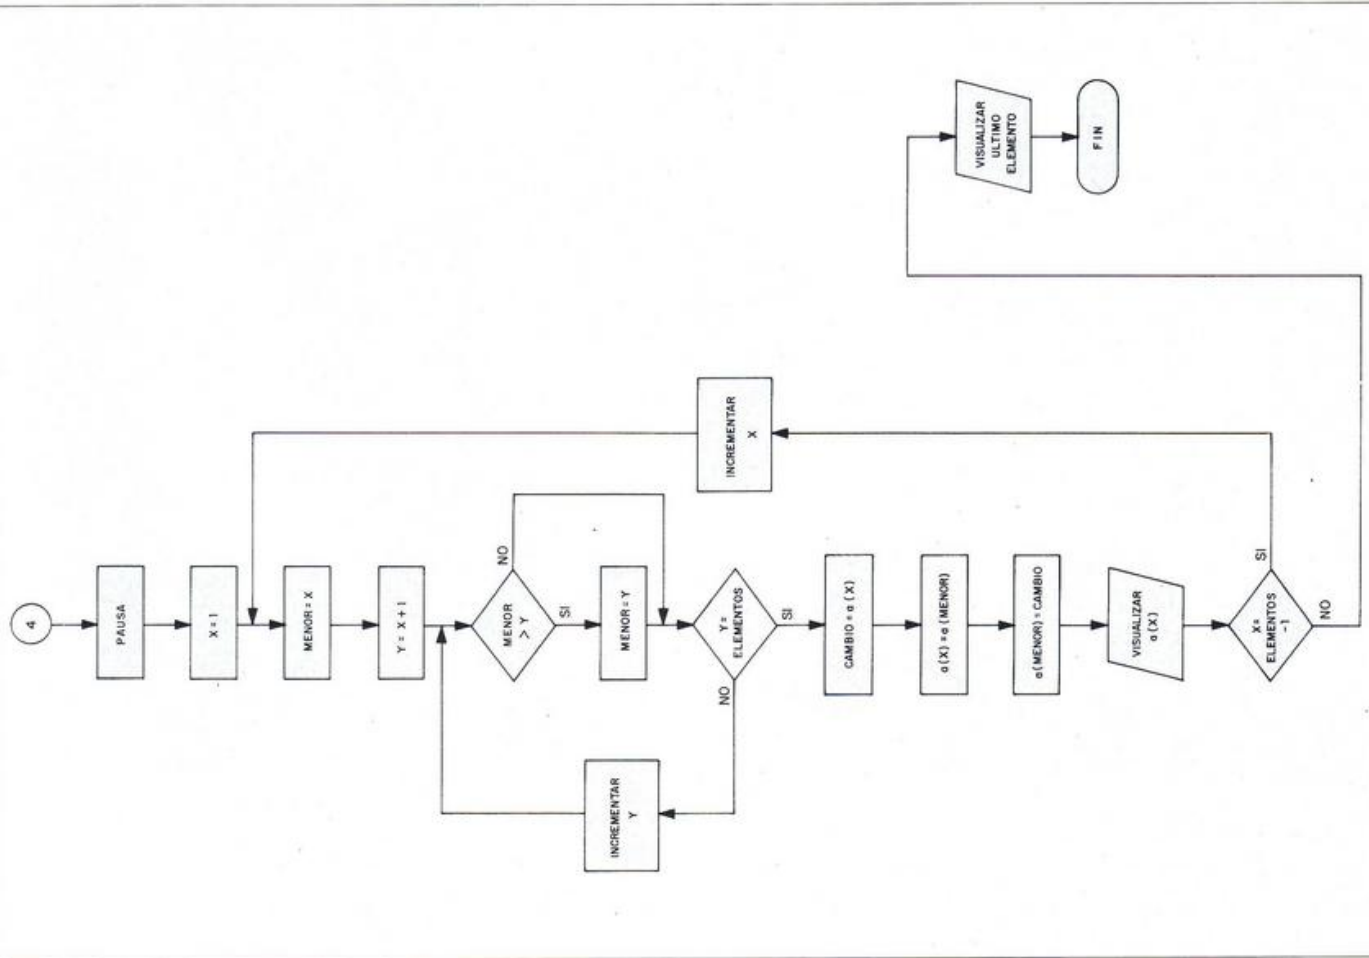 4
PAUSA
X = 1
MENOR = X
Y = X + 1
MENOR
> Y
NO
SI
MENOR = Y
Y =
ELEMENTOS
NO
SI
INCREMENTAR
Y
CAMBIO = a (X)
a (X) = a (MENOR)
a (MENOR) = CAMBIO
VISUALIZAR
a (X)
X =
ELEMENTOS
-1
SI
NO
INCREMENTAR
X
VISUALIZAR
ULTIMO
ELEMENTO
FIN